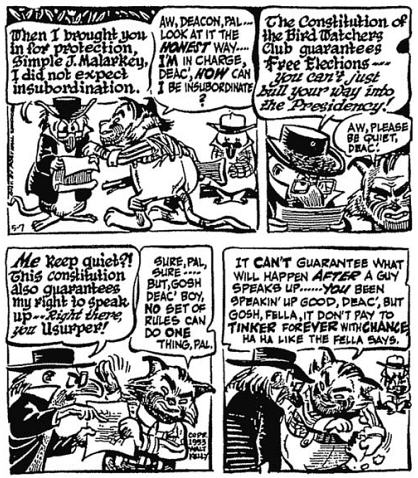 When I brought you
in for protection,
Simple J. Malarkey,
I did not expect
insubordination.
AW, DEACON, PAL...
LOOK AT IT THE
HONEST WAY....
I'M IN CHARGE,
DEAC', HOW CAN
I BE INSUBORDINATE
?
5-7
The Constitution of
the Bird Watchers
Club guarantees
Free Elections ---
you can't just
bull your way into
the Presidency!
AW, PLEASE
BE QUIET,
DEAC'.
Me Keep quiet?!
This constitution
also guarantees
my right to speak
up -- Right there,
you Usurper!
SURE, PAL,
SURE ----
BUT, GOSH
DEAC' BOY,
NO SET OF
RULES CAN
DO ONE
THING, PAL.
COPR.
1953
WALT
KELLY
IT CAN'T GUARANTEE WHAT
WILL HAPPEN AFTER A GUY
SPEAKS UP......YOU BEEN
SPEAKIN' UP GOOD, DEAC', BUT
GOSH, FELLA, IT DON'T PAY TO
TINKER FOREVER WITH CHANCE
HA HA LIKE THE FELLA SAYS.